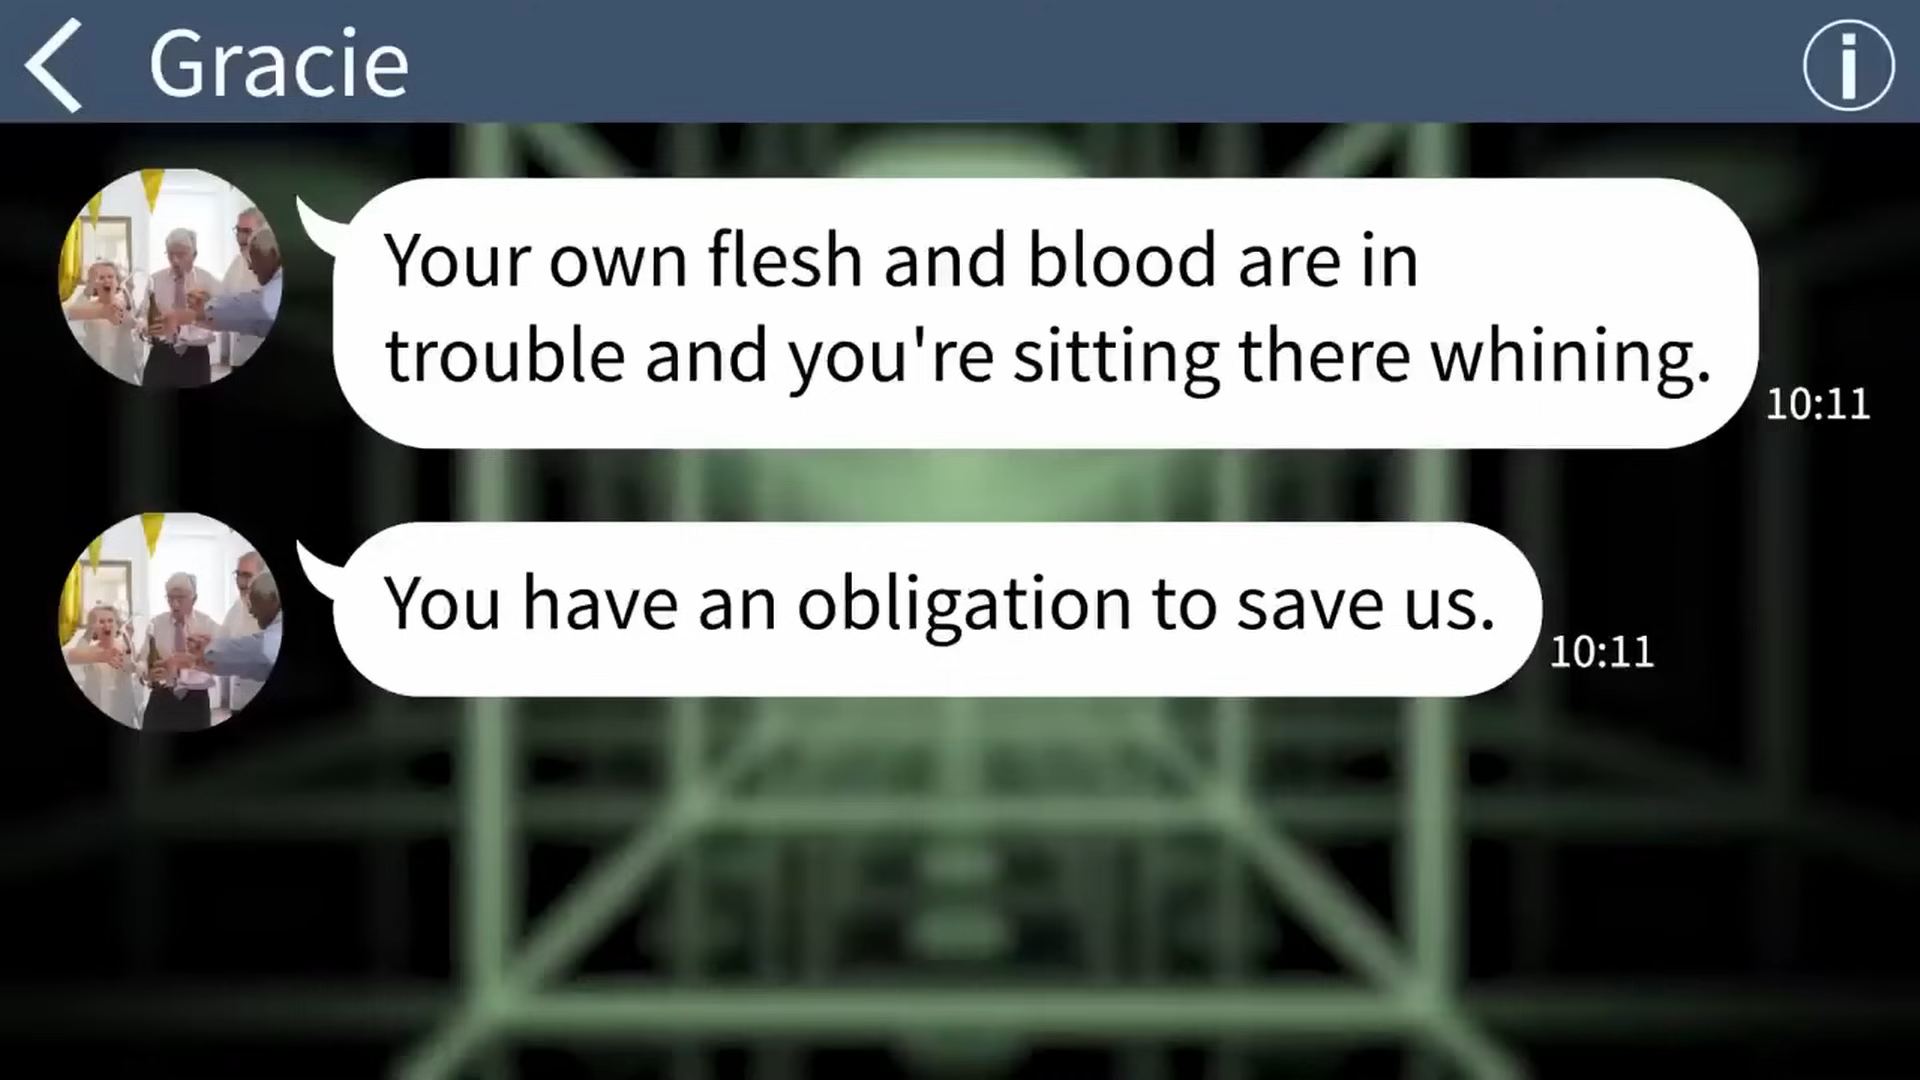 Gracie
Your own flesh and blood are in
trouble and you're sitting there whining.
10:11
You have an obligation to save us.
10:11